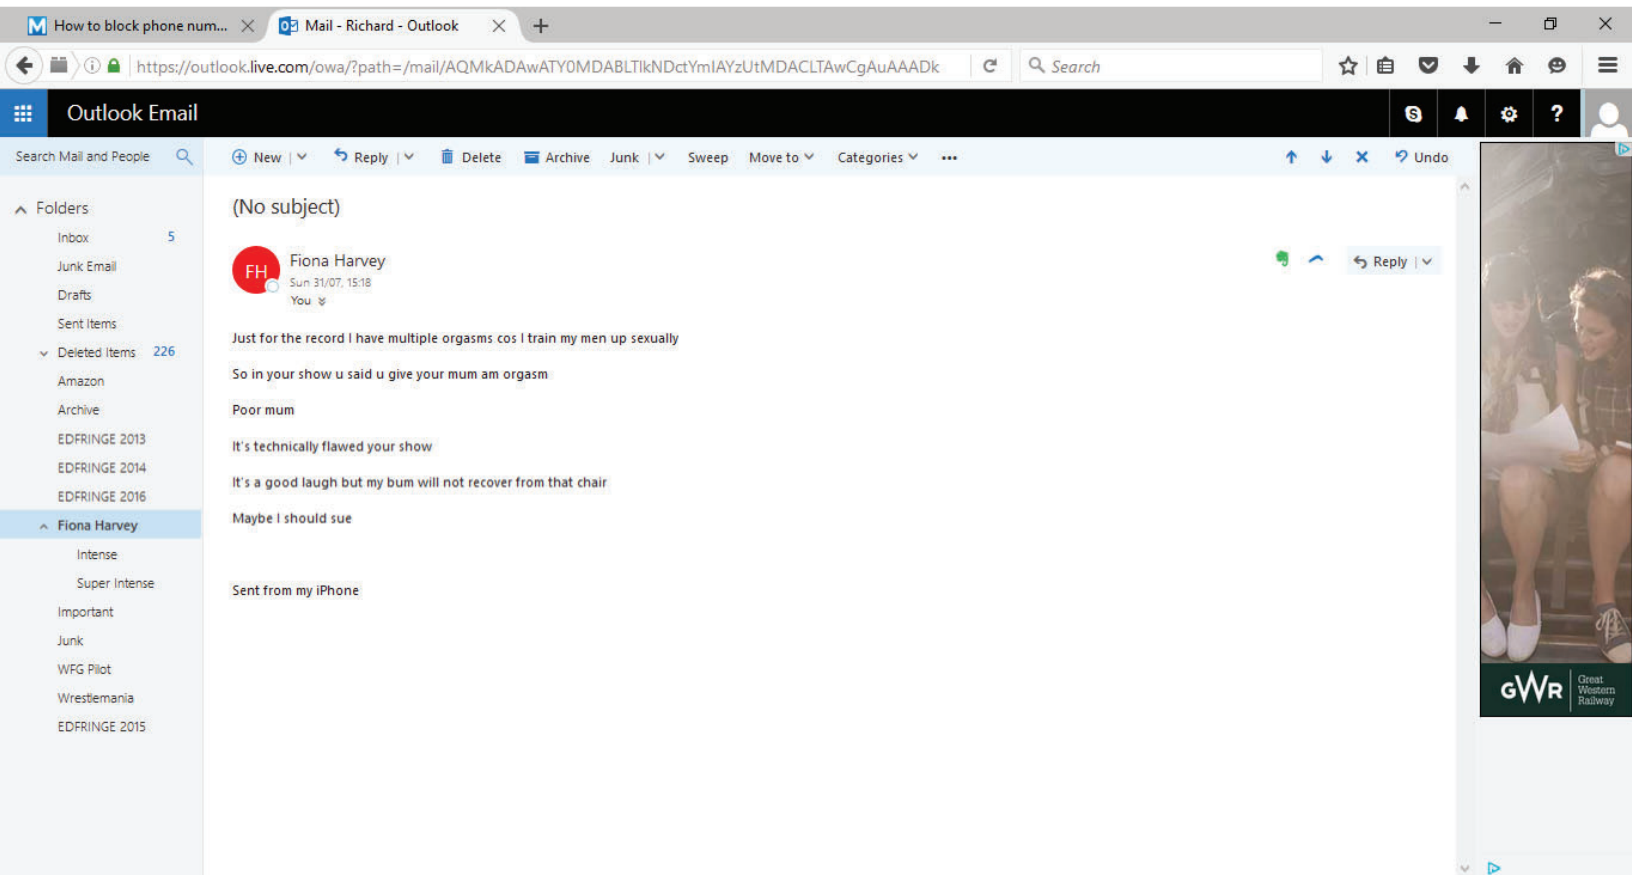 How to block phone num...
Mail - Richard - Outlook
https://outlook.live.com/owa/?path=/mail/AQMkADAwATY0MDABLTlkNDctYmIAYzUtMDACLTAwCgAuAAADk
Search
Outlook Email
Search Mail and People
New
Reply
Delete
Archive
Junk
Sweep
Move to
Categories
Undo
Folders
Inbox 5
Junk Email
Drafts
Sent Items
Deleted Items 226
Amazon
Archive
EDFRINGE 2013
EDFRINGE 2014
EDFRINGE 2016
Fiona Harvey
Intense
Super Intense
Important
Junk
WFG Pilot
Wrestlemania
EDFRINGE 2015
(No subject)
FH
Fiona Harvey
Sun 31/07, 15:18
You
Reply
Just for the record I have multiple orgasms cos I train my men up sexually
So in your show u said u give your mum am orgasm
Poor mum
It's technically flawed your show
It's a good laugh but my bum will not recover from that chair
Maybe I should sue
Sent from my iPhone
GWR
Great
Western
Railway